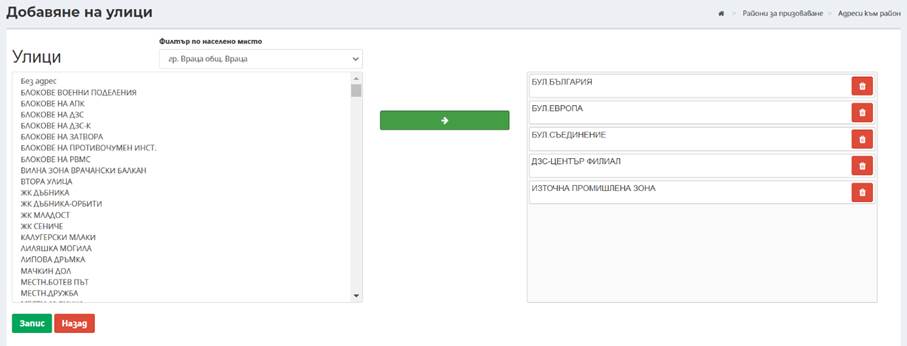 Добавяне на улици
Райони за призоваване
Адреси към район
Филтър по населено място
Улици
гр. Враца общ. Враца
Без адрес
БЛОКОВЕ ВОЕННИ ПОДЕЛЕНИЯ
БЛОКОВЕ НА АПК
БЛОКОВЕ НА ДЗС
БЛОКОВЕ НА ДЗС-К
БЛОКОВЕ НА ЗАТВОРА
БЛОКОВЕ НА ПРОТИВОЧУМЕН ИНСТ.
БЛОКОВЕ НА РВМС
ВИЛНА ЗОНА ВРАЧАНСКИ БАЛКАН
ВТОРА УЛИЦА
ЖК ДЪБНИКА
ЖК ДЪБНИКА-ОРБИТИ
ЖК МЛАДОСТ
ЖК СЕНИЧЕ
КАЛУГЕРСКИ МЛАКИ
ЛИЛЯШКА МОГИЛА
ЛИПОВА ДРЪМКА
МАЧКИН ДОЛ
МЕСТН.БОТЕВ ПЪТ
МЕСТН.ДРУЖБА
БУЛ.БЪЛГАРИЯ
БУЛ.ЕВРОПА
БУЛ.СЪЕДИНЕНИЕ
ДЗС-ЦЕНТЪР ФИЛИАЛ
ИЗТОЧНА ПРОМИШЛЕНА ЗОНА
Запис
Назад